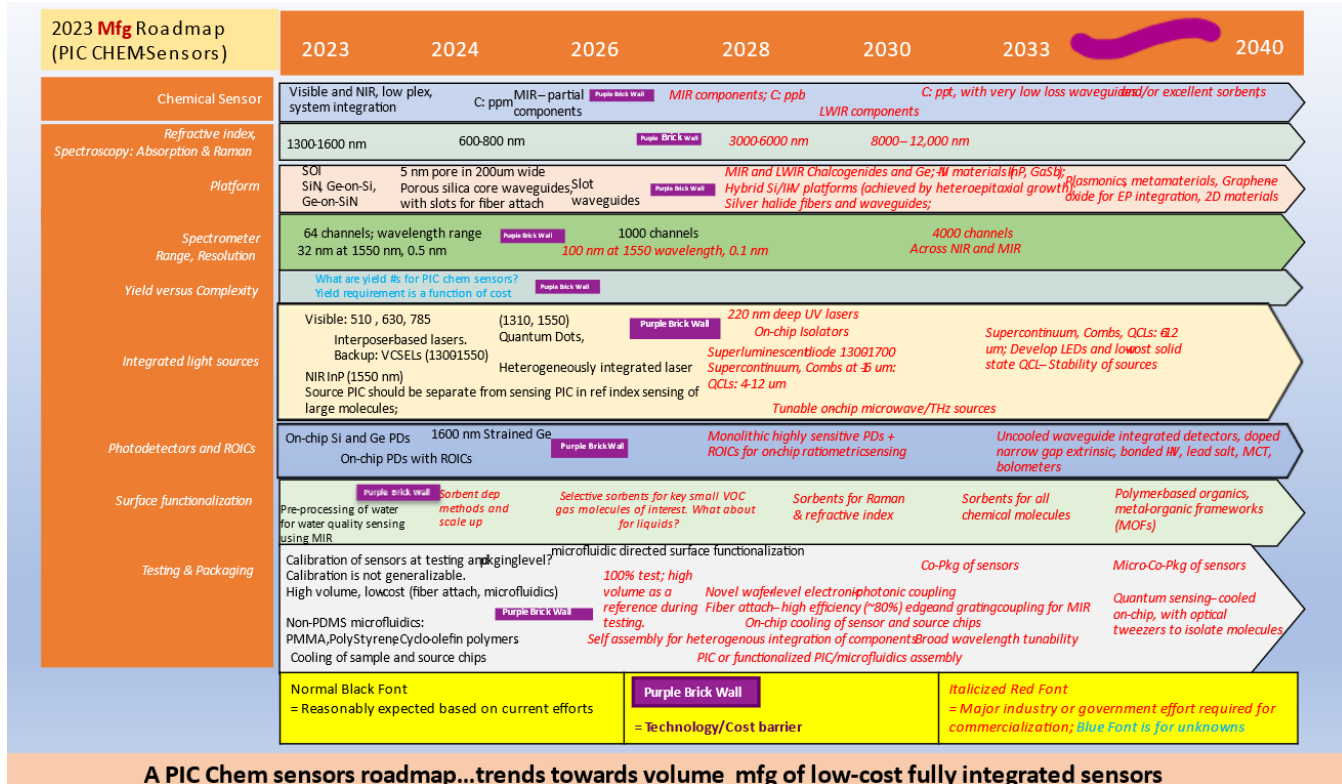 2023 Mfg Roadmap
(PIC CHEM-Sensors)
2023
2024
2026
2028
2030
2033
2040
Chemical Sensor
Visible and NIR, low plex,
system integration
C: ppm
MIR – partial
components
Purple Brick Wall
MIR components; C: ppb
LWIR components
C: ppt, with very low loss waveguides and/or excellent sorbents,
Refractive index,
Spectroscopy: Absorption & Raman
1300-1600 nm
600-800 nm
Purple Brick Wall
3000-6000 nm
8000 – 12,000 nm
Platform
SOI
SiN, Ge-on-Si,
Ge-on-SiN
5 nm pore in 200um wide
Porous silica core waveguides,
with slots for fiber attach
Slot
waveguides
Purple Brick Wall
MIR and LWIR Chalcogenides and Ge; III-V materials (InP, GaSb);
Hybrid Si/III-V platforms (achieved by heteroepitaxial growth);
Silver halide fibers and waveguides;
Plasmonics, metamaterials, Graphene-
oxide for EP integration, 2D materials
Spectrometer
Range, Resolution
64 channels; wavelength range
32 nm at 1550 nm, 0.5 nm
Purple Brick Wall
1000 channels
100 nm at 1550 wavelength, 0.1 nm
4000 channels
Across NIR and MIR
Yield versus Complexity
What are yield #s for PIC chem sensors?
Yield requirement is a function of cost
Purple Brick Wall
Integrated light sources
Visible: 510 , 630, 785
Interposer-based lasers.
Backup: VCSELs (1300-1550)
NIR InP (1550 nm)
Source PIC should be separate from sensing PIC in ref index sensing of
large molecules;
(1310, 1550)
Quantum Dots,
Heterogeneously integrated laser
Purple Brick Wall
220 nm deep UV lasers
On-chip Isolators
Superluminescent diode 1300-1700
Supercontinuum, Combs at -15 um:
QCLs: 4-12 um
Tunable on-chip microwave/THz sources
Supercontinuum, Combs, QCLs: 6-12
um; Develop LEDs and low-cost solid
state QCL – Stability of sources
Photodetectors and ROICs
On-chip Si and Ge PDs
On-chip PDs with ROICs
1600 nm Strained Ge
Purple Brick Wall
Monolithic highly sensitive PDs +
ROICs for on-chip ratiometric sensing
Uncooled waveguide integrated detectors, doped
narrow gap extrinsic, bonded III-V, lead salt, MCT,
bolometers
Surface functionalization
Purple Brick Wall
Pre-processing of water
for water quality sensing
using MIR
Sorbent dep
methods and
scale up
Selective sorbents for key small VOC
gas molecules of interest. What about
for liquids?
Sorbents for Raman
& refractive index
Sorbents for all
chemical molecules
Polymer-based organics,
metal-organic frameworks
(MOFs)
Testing & Packaging
microfluidic directed surface functionalization
Calibration of sensors at testing and pkging level?
Calibration is not generalizable.
High volume, low-cost (fiber attach, microfluidics)
Purple Brick Wall
Non-PDMS microfluidics:
PMMA, PolyStyrene, Cyclo-olefin polymers
Cooling of sample and source chips
100% test; high
volume as a
reference during
testing.
Novel wafer-level electronic-photonic coupling
Fiber attach – high efficiency (~80%) edge and grating coupling for MIR
On-chip cooling of sensor and source chips
Self assembly for heterogenous integration of components
Broad wavelength tunability
PIC or functionalized PIC/microfluidics assembly
Co-Pkg of sensors
Micro-Co-Pkg of sensors
Quantum sensing – cooled
on-chip, with optical
tweezers to isolate molecules
Normal Black Font
= Reasonably expected based on current efforts
Purple Brick Wall
= Technology/Cost barrier
Italicized Red Font
= Major industry or government effort required for
commercialization; Blue Font is for unknowns
A PIC Chem sensors roadmap...trends towards volume mfg of low-cost fully integrated sensors